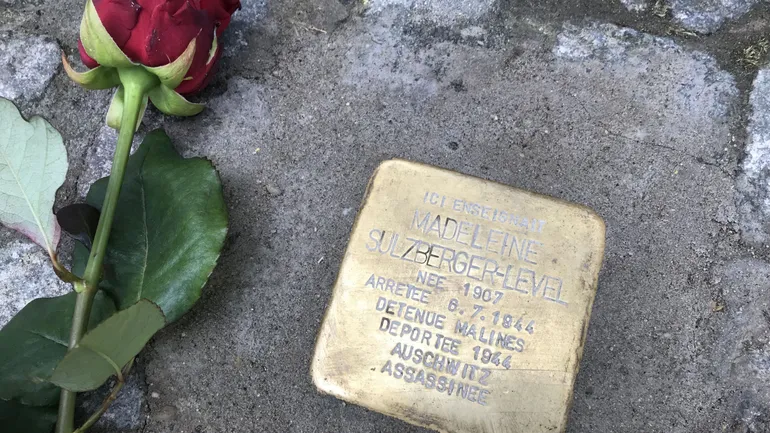 ICI ENSEIGNAIT
MADELEINE
SULZBERGER-LEVEL
NEE 1907
ARRETEE 6.7.1944
DETENUE MALINES
DEPORTEE 1944
AUSCHWITZ
ASSASSINEE